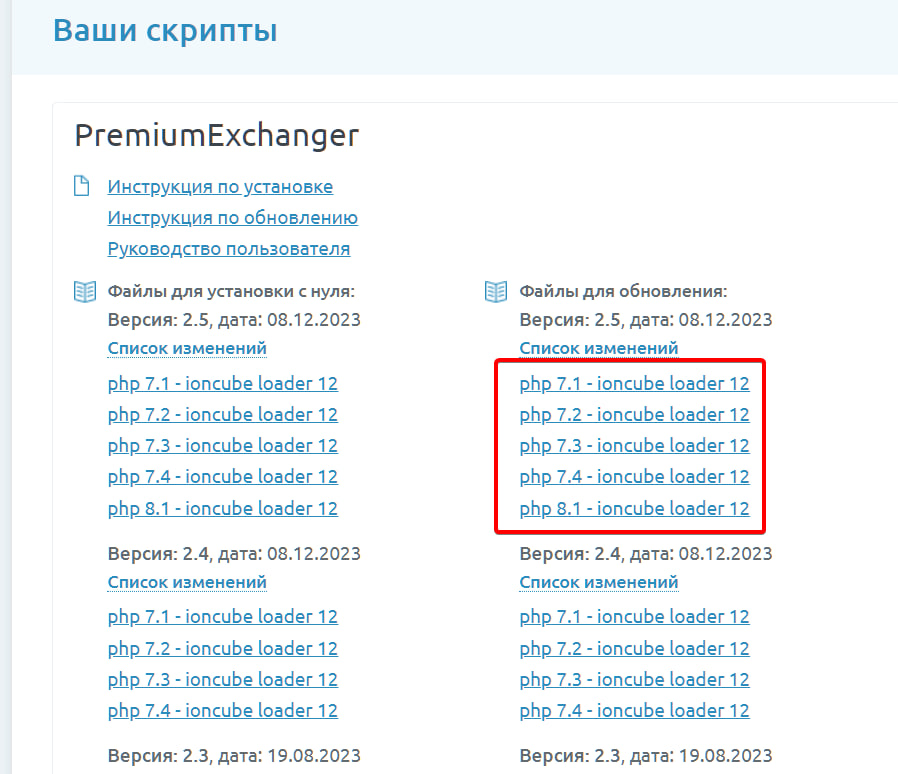 Ваши скрипты
PremiumExchanger
Инструкция по установке
Инструкция по обновлению
Руководство пользователя
Файлы для установки с нуля:
Версия: 2.5, дата: 08.12.2023
Список изменений
php 7.1 - ioncube loader 12
php 7.2 - ioncube loader 12
php 7.3 - ioncube loader 12
php 7.4 - ioncube loader 12
php 8.1 - ioncube loader 12
Версия: 2.4, дата: 08.12.2023
Список изменений
php 7.1 - ioncube loader 12
php 7.2 - ioncube loader 12
php 7.3 - ioncube loader 12
php 7.4 - ioncube loader 12
Версия: 2.3, дата: 19.08.2023
Файлы для обновления:
Версия: 2.5, дата: 08.12.2023
Список изменений
php 7.1 - ioncube loader 12
php 7.2 - ioncube loader 12
php 7.3 - ioncube loader 12
php 7.4 - ioncube loader 12
php 8.1 - ioncube loader 12
Версия: 2.4, дата: 08.12.2023
Список изменений
php 7.1 - ioncube loader 12
php 7.2 - ioncube loader 12
php 7.3 - ioncube loader 12
php 7.4 - ioncube loader 12
Версия: 2.3, дата: 19.08.2023